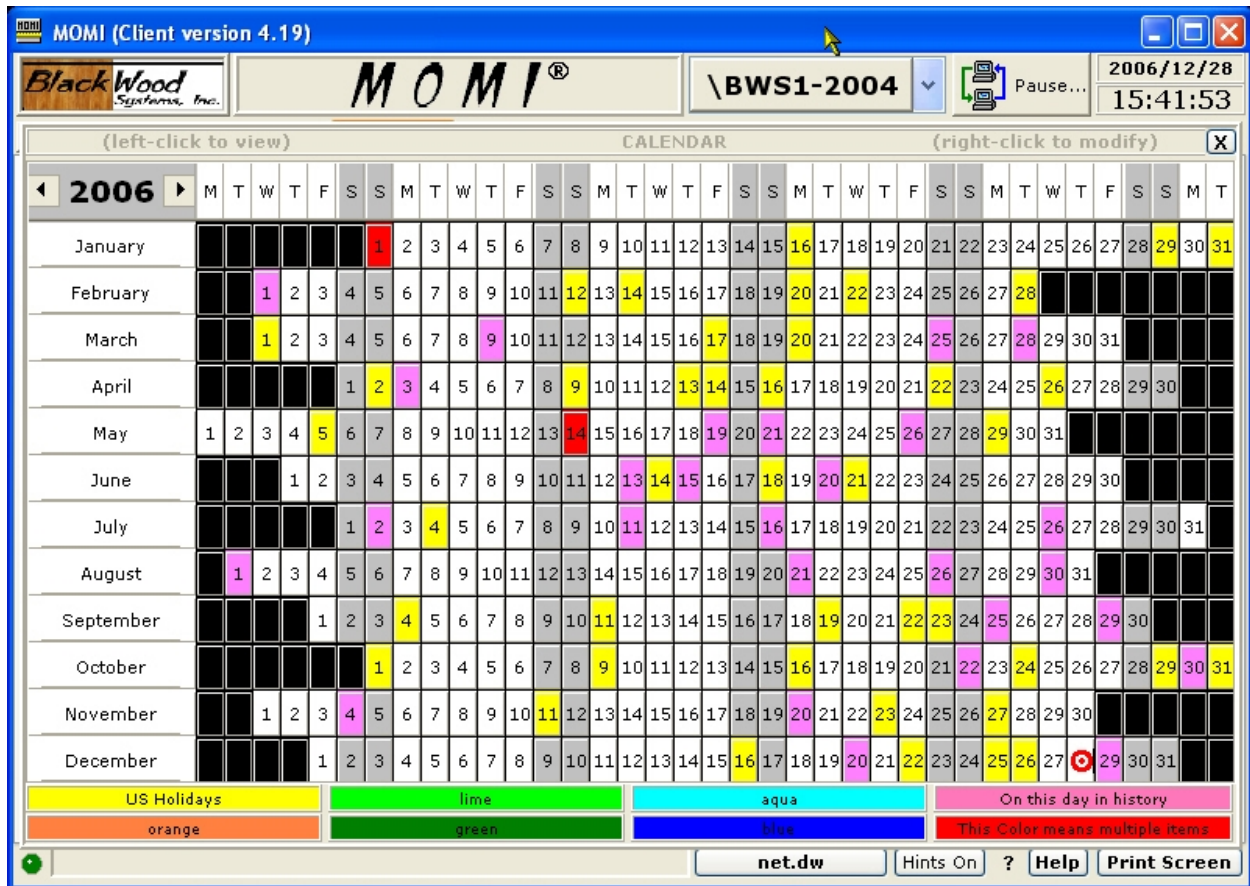 MOMI (Client version 4.19)
BlackWood Systems, Inc.
MOMI®
\BWS1-2004
Pause...
2006/12/28
15:41:53
(left-click to view) CALENDAR (right-click to modify) X
2006 M T W T F S S M T W T F S S M T W T F S S M T W T F S S M T W T F S S M T
January 1 2 3 4 5 6 7 8 9 10 11 12 13 14 15 16 17 18 19 20 21 22 23 24 25 26 27 28 29 30 31
February 1 2 3 4 5 6 7 8 9 10 11 12 13 14 15 16 17 18 19 20 21 22 23 24 25 26 27 28
March 1 2 3 4 5 6 7 8 9 10 11 12 13 14 15 16 17 18 19 20 21 22 23 24 25 26 27 28 29 30 31
April 1 2 3 4 5 6 7 8 9 10 11 12 13 14 15 16 17 18 19 20 21 22 23 24 25 26 27 28 29 30
May 1 2 3 4 5 6 7 8 9 10 11 12 13 14 15 16 17 18 19 20 21 22 23 24 25 26 27 28 29 30 31
June 1 2 3 4 5 6 7 8 9 10 11 12 13 14 15 16 17 18 19 20 21 22 23 24 25 26 27 28 29 30
July 1 2 3 4 5 6 7 8 9 10 11 12 13 14 15 16 17 18 19 20 21 22 23 24 25 26 27 28 29 30 31
August 1 2 3 4 5 6 7 8 9 10 11 12 13 14 15 16 17 18 19 20 21 22 23 24 25 26 27 28 29 30 31
September 1 2 3 4 5 6 7 8 9 10 11 12 13 14 15 16 17 18 19 20 21 22 23 24 25 26 27 28 29 30
October 1 2 3 4 5 6 7 8 9 10 11 12 13 14 15 16 17 18 19 20 21 22 23 24 25 26 27 28 29 30 31
November 1 2 3 4 5 6 7 8 9 10 11 12 13 14 15 16 17 18 19 20 21 22 23 24 25 26 27 28 29 30
December 1 2 3 4 5 6 7 8 9 10 11 12 13 14 15 16 17 18 19 20 21 22 23 24 25 26 27 29 30 31
US Holidays lime aqua On this day in history
orange green blue This Color means multiple items
net.dw Hints On ? Help Print Screen